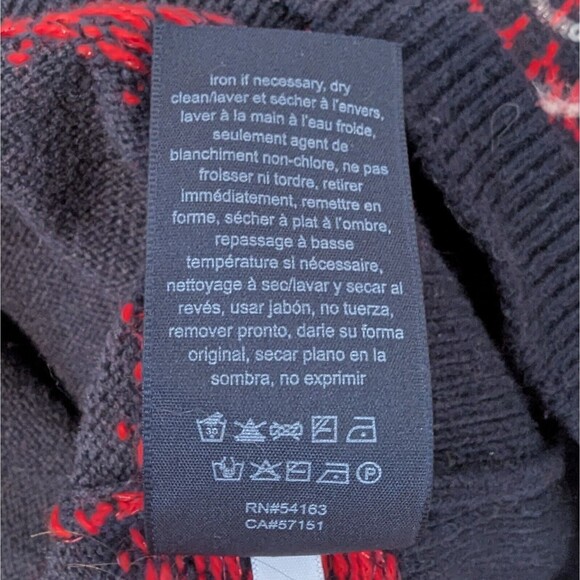 iron if necessary, dry
clean/laver et sécher à l'envers,
laver à la main à l'eau froide,
seulement agent de
blanchiment non-chlore, ne pas
froisser ni tordre, retirer
immédiatement, remettre en
forme, sécher à plat à l'ombre,
repassage à basse
température si nécessaire,
nettoyage à sec/lavar y secar al
revés, usar jabón, no tuerza,
remover pronto, darle su forma
original, secar plano en la
sombra, no exprimir
30
P
RN#54163
CA#57151